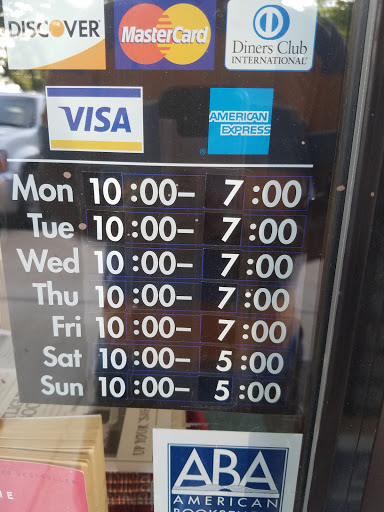 DISCOVER
MasterCard
Diners Club
INTERNATIONAL
VISA
AMERICAN
EXPRESS
Mon 10:00– 7:00
Tue 10:00– 7:00
Wed 10:00– 7:00
Thu 10:00– 7:00
Fri 10:00– 7:00
Sat 10:00– 5:00
Sun 10:00– 5:00
ABA
AMERICAN